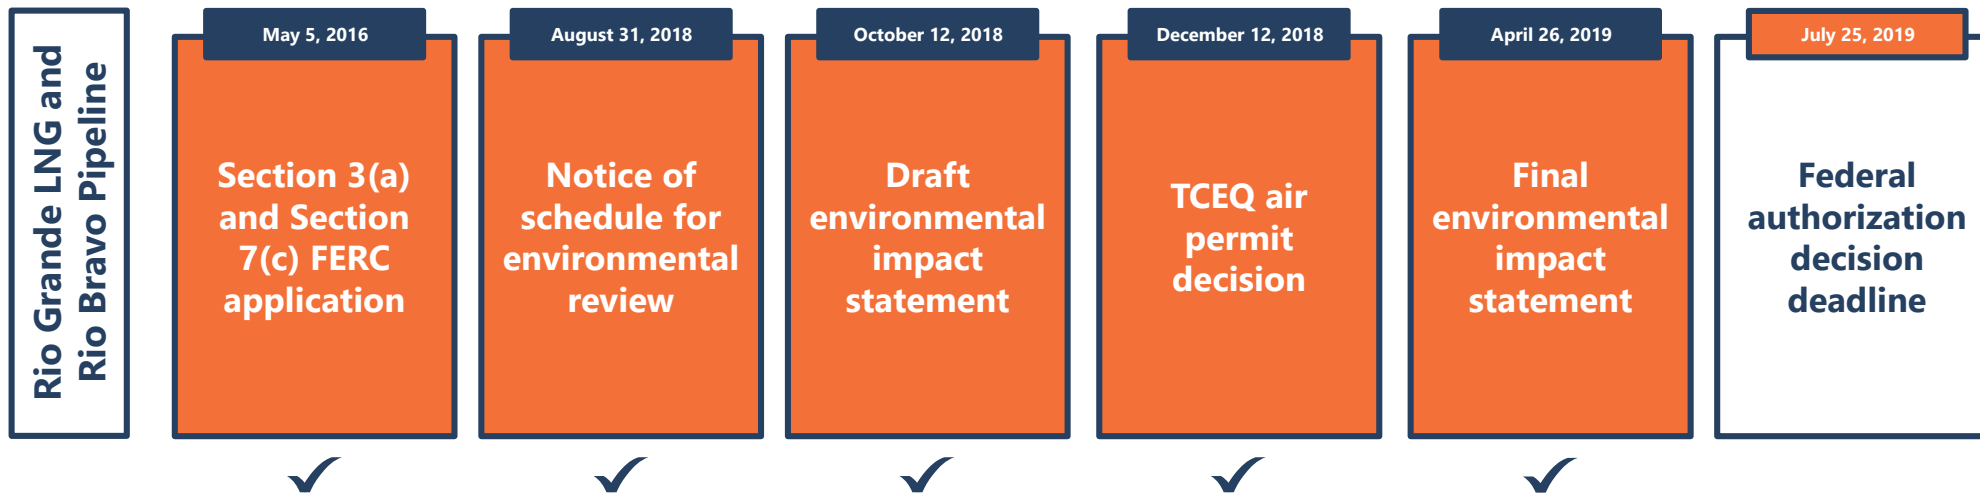 Rio Grande LNG and
Rio Bravo Pipeline
May 5, 2016
Section 3(a)
and Section
7(c) FERC
application
August 31, 2018
Notice of
schedule for
environmental
review
October 12, 2018
Draft
environmental
impact
statement
December 12, 2018
TCEQ air
permit
decision
April 26, 2019
Final
environmental
impact
statement
July 25, 2019
Federal
authorization
decision
deadline